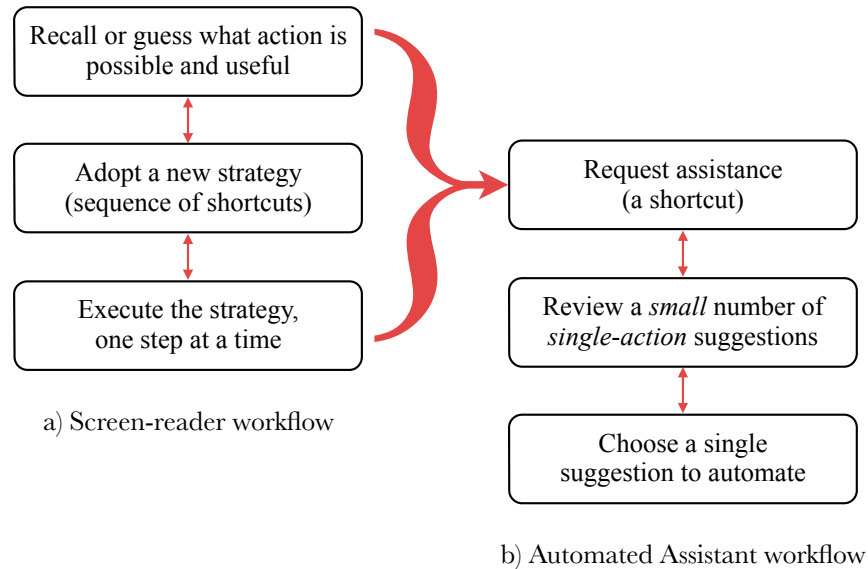 Recall or guess what action is
possible and useful
Adopt a new strategy
(sequence of shortcuts)
Execute the strategy,
one step at a time
a) Screen-reader workflow
Request assistance
(a shortcut)
Review a small number of
single-action suggestions
Choose a single
suggestion to automate
b) Automated Assistant workflow